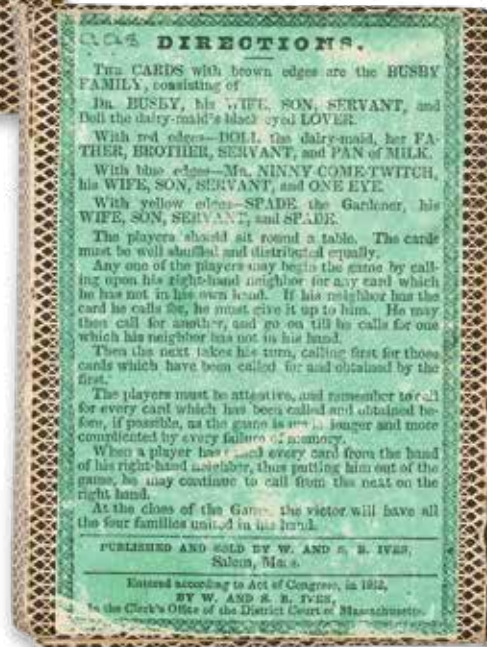 DIRECTIONS.
THE CARDS with brown edges are the BUSBY
FAMILY, consisting of
DR. BUSBY, his WIFE, SON, SERVANT, and
Doll the dairy-maid's black eyed LOVER.
With red edges—DOLL the dairy-maid, her FA-
THER, BROTHER, SERVANT, and PAN of MILK.
With blue edges—MR. NINNY-COME-TWITCH,
his WIFE, SON, SERVANT, and ONE EYE.
With yellow edges—SPADE the Gardener, his
WIFE, SON, SERVANT, and SPADE.
The players should sit round a table. The cards
must be well shuffled and distributed equally.
Any one of the players may begin the game by call-
ing upon his right-hand neighbor for any card which
he has not in his own hand. If his neighbor has the
card he calls for, he must give it up to him. He may
then call for another, and go on till he calls for one
which his neighbor has not in his hand.
Then the next takes his turn, calling first for those
cards which have been called for and obtained by the
first.
The players must be attentive, and remember to call
for every card which has been called and obtained be-
fore, if possible, as the game is longer and more
complicated by every failure of memory.
When a player has every card from the hand
of his right-hand neighbor, thus putting him out of the
game, he may continue to call from the next on the
right hand.
At the close of the Game, the victor will have all
the four families united in his hand.
PUBLISHED AND SOLD BY W. AND S. B. IVES,
Salem, Mass.
Entered according to Act of Congress, in
BY W. AND S. B. IVES,
In the Clerk's Office of the District Court of Massachusetts.